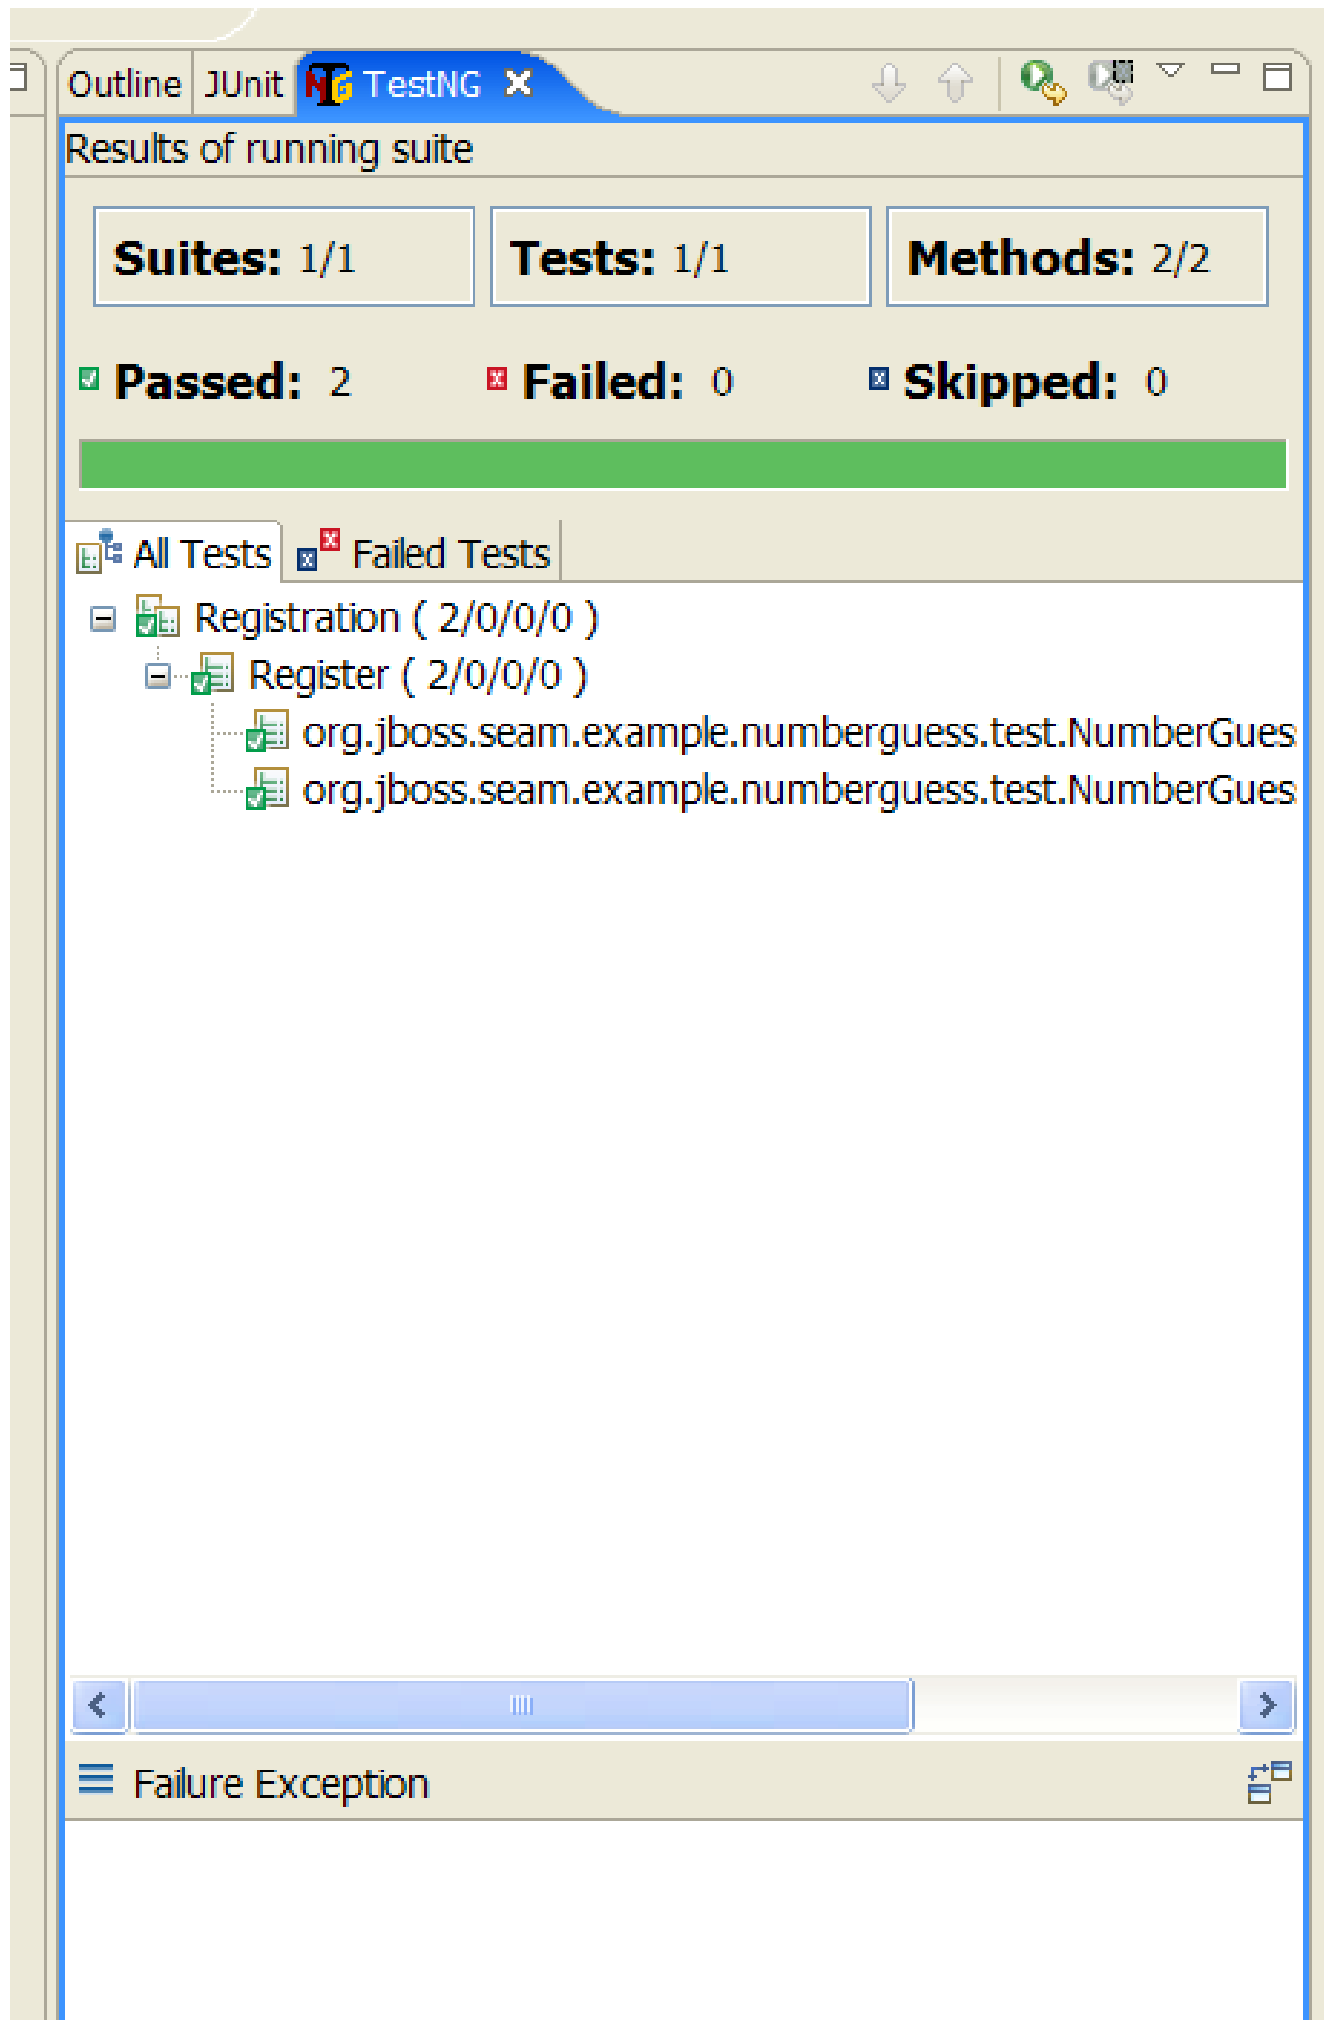 Outline JUnit TestNG
Results of running suite
Suites: 1/1 Tests: 1/1 Methods: 2/2
Passed: 2 Failed: 0 Skipped: 0
All Tests Failed Tests
Registration ( 2/0/0/0 )
Register ( 2/0/0/0 )
org.jboss.seam.example.numberguess.test.NumberGues
org.jboss.seam.example.numberguess.test.NumberGues
Failure Exception